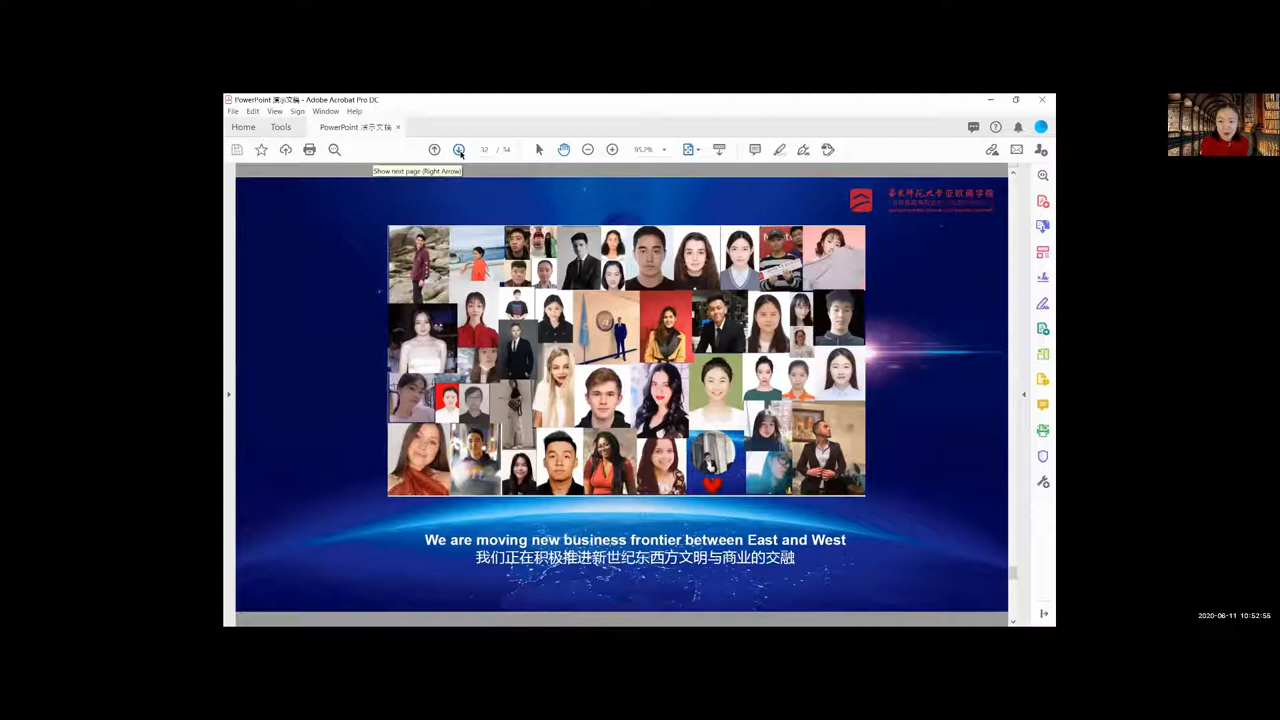 PowerPoint 演示文稿 - Adobe Acrobat Pro DC
File Edit View Sign Window Help
Home Tools PowerPoint 演示文稿 ×
32 / 34 95.2%
Show next page (Right Arrow)
华东师范大学亚欧商学院
We are moving new business frontier between East and West
我们正在积极推进新世纪东西方文明与商业的交融
2020-06-11 10:52:55